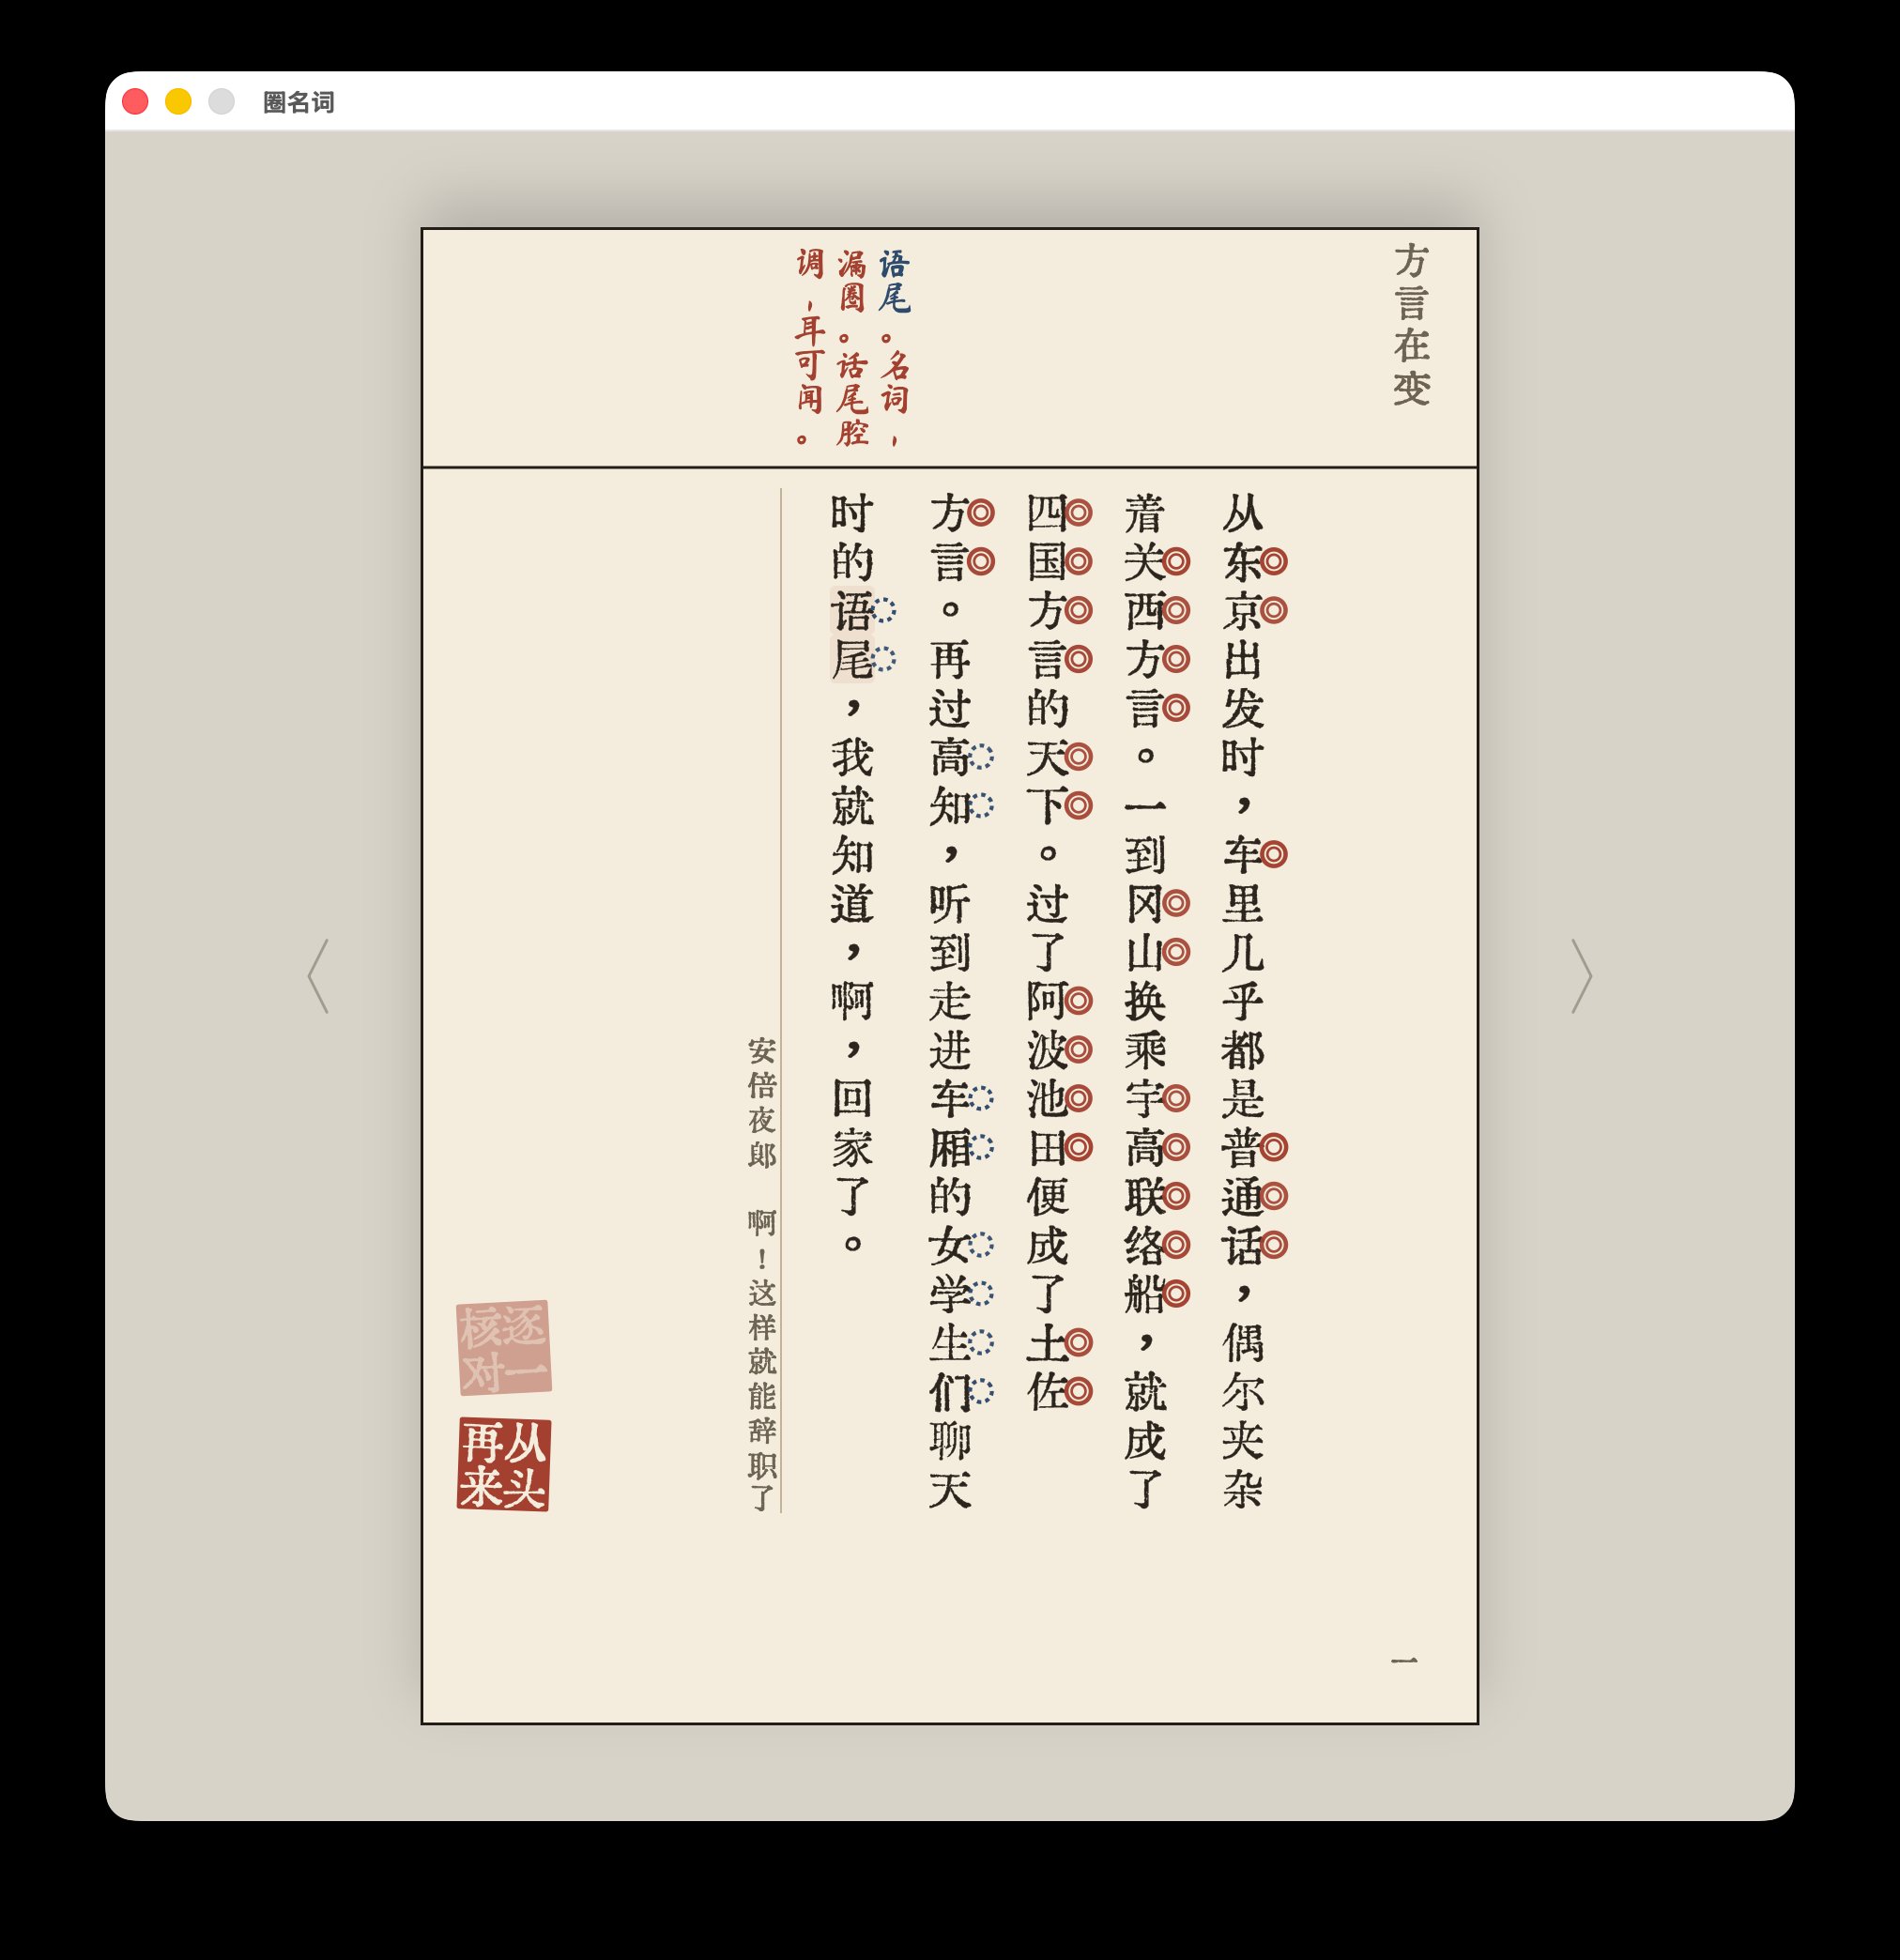 圈名词
方言在变
语尾。名词，
漏圈。话尾腔
调，耳可闻。
从东京出发时，车里几乎都是普通话，偶尔夹杂
着关西方言。一到冈山换乘宇高联络船，就成了
四国方言的天下。过了阿波池田便成了土佐
方言。再过高知，听到走进车厢的女学生们聊天
时的语尾，我就知道，啊，回家了。
安倍夜郎　啊！这样就能辞职了
逐一
核对
从头
再来
一